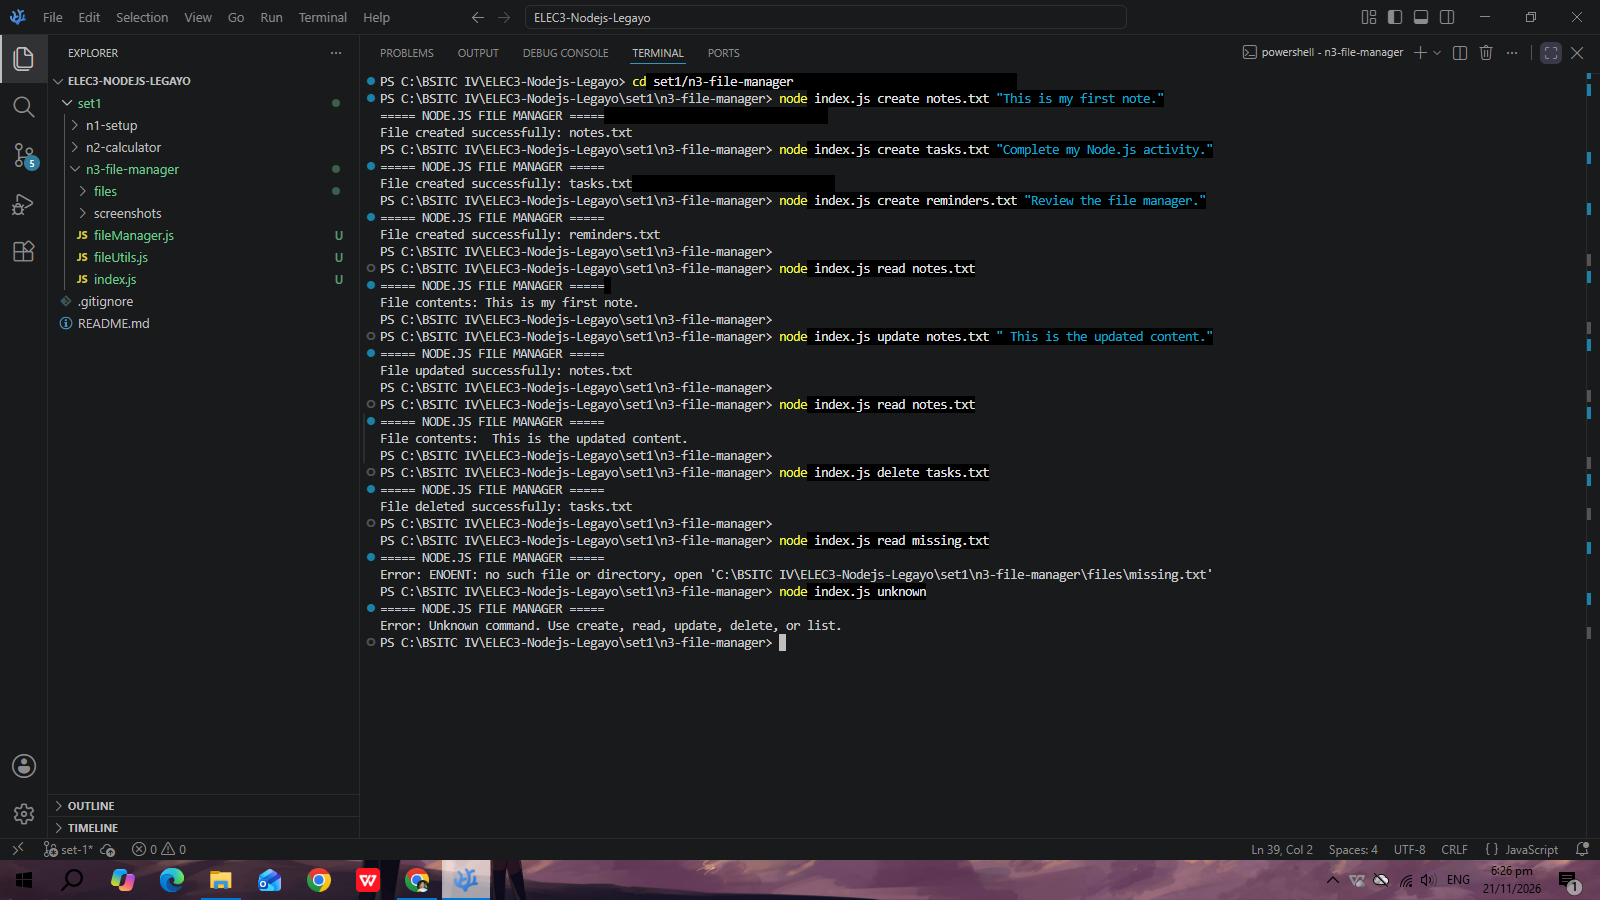 File Edit Selection View Go Run Terminal Help
ELEC3-Nodejs-Legayo
EXPLORER
ELEC3-NODEJS-LEGAYO
set1
n1-setup
n2-calculator
n3-file-manager
files
screenshots
JS fileManager.js U
JS fileUtils.js U
JS index.js U
.gitignore
README.md
OUTLINE
TIMELINE
5
PROBLEMS OUTPUT DEBUG CONSOLE TERMINAL PORTS
powershell - n3-file-manager
PS C:\BSITC IV\ELEC3-Nodejs-Legayo> cd set1/n3-file-manager
PS C:\BSITC IV\ELEC3-Nodejs-Legayo\set1\n3-file-manager> node index.js create notes.txt "This is my first note."
===== NODE.JS FILE MANAGER =====
File created successfully: notes.txt
PS C:\BSITC IV\ELEC3-Nodejs-Legayo\set1\n3-file-manager> node index.js create tasks.txt "Complete my Node.js activity."
===== NODE.JS FILE MANAGER =====
File created successfully: tasks.txt
PS C:\BSITC IV\ELEC3-Nodejs-Legayo\set1\n3-file-manager> node index.js create reminders.txt "Review the file manager."
===== NODE.JS FILE MANAGER =====
File created successfully: reminders.txt
PS C:\BSITC IV\ELEC3-Nodejs-Legayo\set1\n3-file-manager>
PS C:\BSITC IV\ELEC3-Nodejs-Legayo\set1\n3-file-manager> node index.js read notes.txt
===== NODE.JS FILE MANAGER =====
File contents: This is my first note.
PS C:\BSITC IV\ELEC3-Nodejs-Legayo\set1\n3-file-manager>
PS C:\BSITC IV\ELEC3-Nodejs-Legayo\set1\n3-file-manager> node index.js update notes.txt " This is the updated content."
===== NODE.JS FILE MANAGER =====
File updated successfully: notes.txt
PS C:\BSITC IV\ELEC3-Nodejs-Legayo\set1\n3-file-manager>
PS C:\BSITC IV\ELEC3-Nodejs-Legayo\set1\n3-file-manager> node index.js read notes.txt
===== NODE.JS FILE MANAGER =====
File contents:  This is the updated content.
PS C:\BSITC IV\ELEC3-Nodejs-Legayo\set1\n3-file-manager>
PS C:\BSITC IV\ELEC3-Nodejs-Legayo\set1\n3-file-manager> node index.js delete tasks.txt
===== NODE.JS FILE MANAGER =====
File deleted successfully: tasks.txt
PS C:\BSITC IV\ELEC3-Nodejs-Legayo\set1\n3-file-manager>
PS C:\BSITC IV\ELEC3-Nodejs-Legayo\set1\n3-file-manager> node index.js read missing.txt
===== NODE.JS FILE MANAGER =====
Error: ENOENT: no such file or directory, open 'C:\BSITC IV\ELEC3-Nodejs-Legayo\set1\n3-file-manager\files\missing.txt'
PS C:\BSITC IV\ELEC3-Nodejs-Legayo\set1\n3-file-manager> node index.js unknown
===== NODE.JS FILE MANAGER =====
Error: Unknown command. Use create, read, update, delete, or list.
PS C:\BSITC IV\ELEC3-Nodejs-Legayo\set1\n3-file-manager>
set-1* 0 0 Ln 39, Col 2 Spaces: 4 UTF-8 CRLF { } JavaScript
ENG 6:26 pm
21/11/2026 1